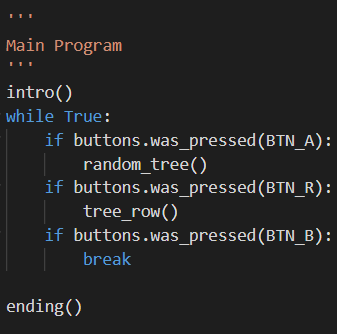 '''
Main Program
'''
intro()
while True:
    if buttons.was_pressed(BTN_A):
        random_tree()
    if buttons.was_pressed(BTN_R):
        tree_row()
    if buttons.was_pressed(BTN_B):
        break

ending()